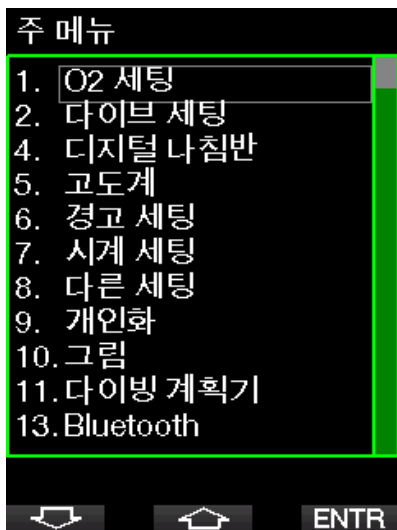 주 메뉴
1. O2 세팅
2. 다이브 세팅
4. 디지털 나침반
5. 고도계
6. 경고 세팅
7. 시계 세팅
8. 다른 세팅
9. 개인화
10. 그림
11. 다이빙 계획기
13. Bluetooth
ENTR